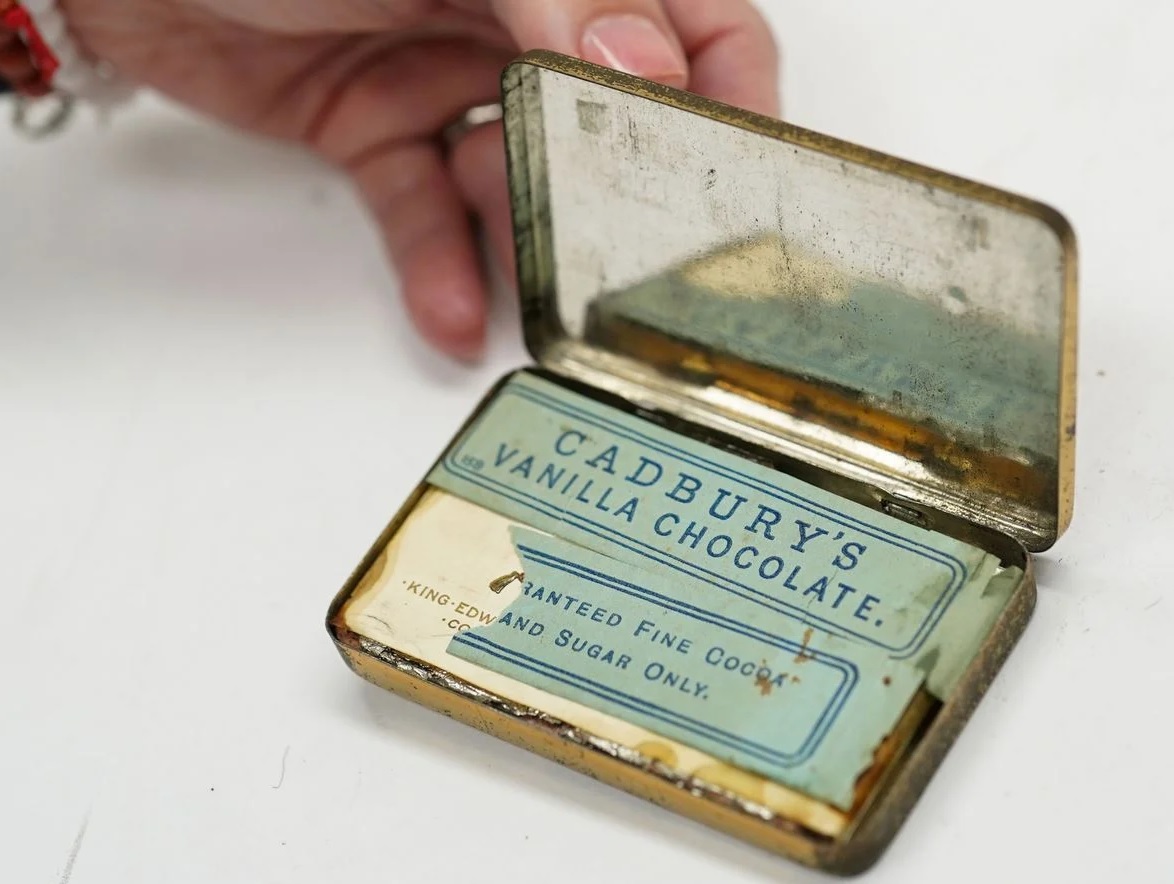 CADBURY'S
VANILLA CHOCOLATE.
RANTEED FINE COCOA
AND SUGAR ONLY.
·KING·EDW
·CO